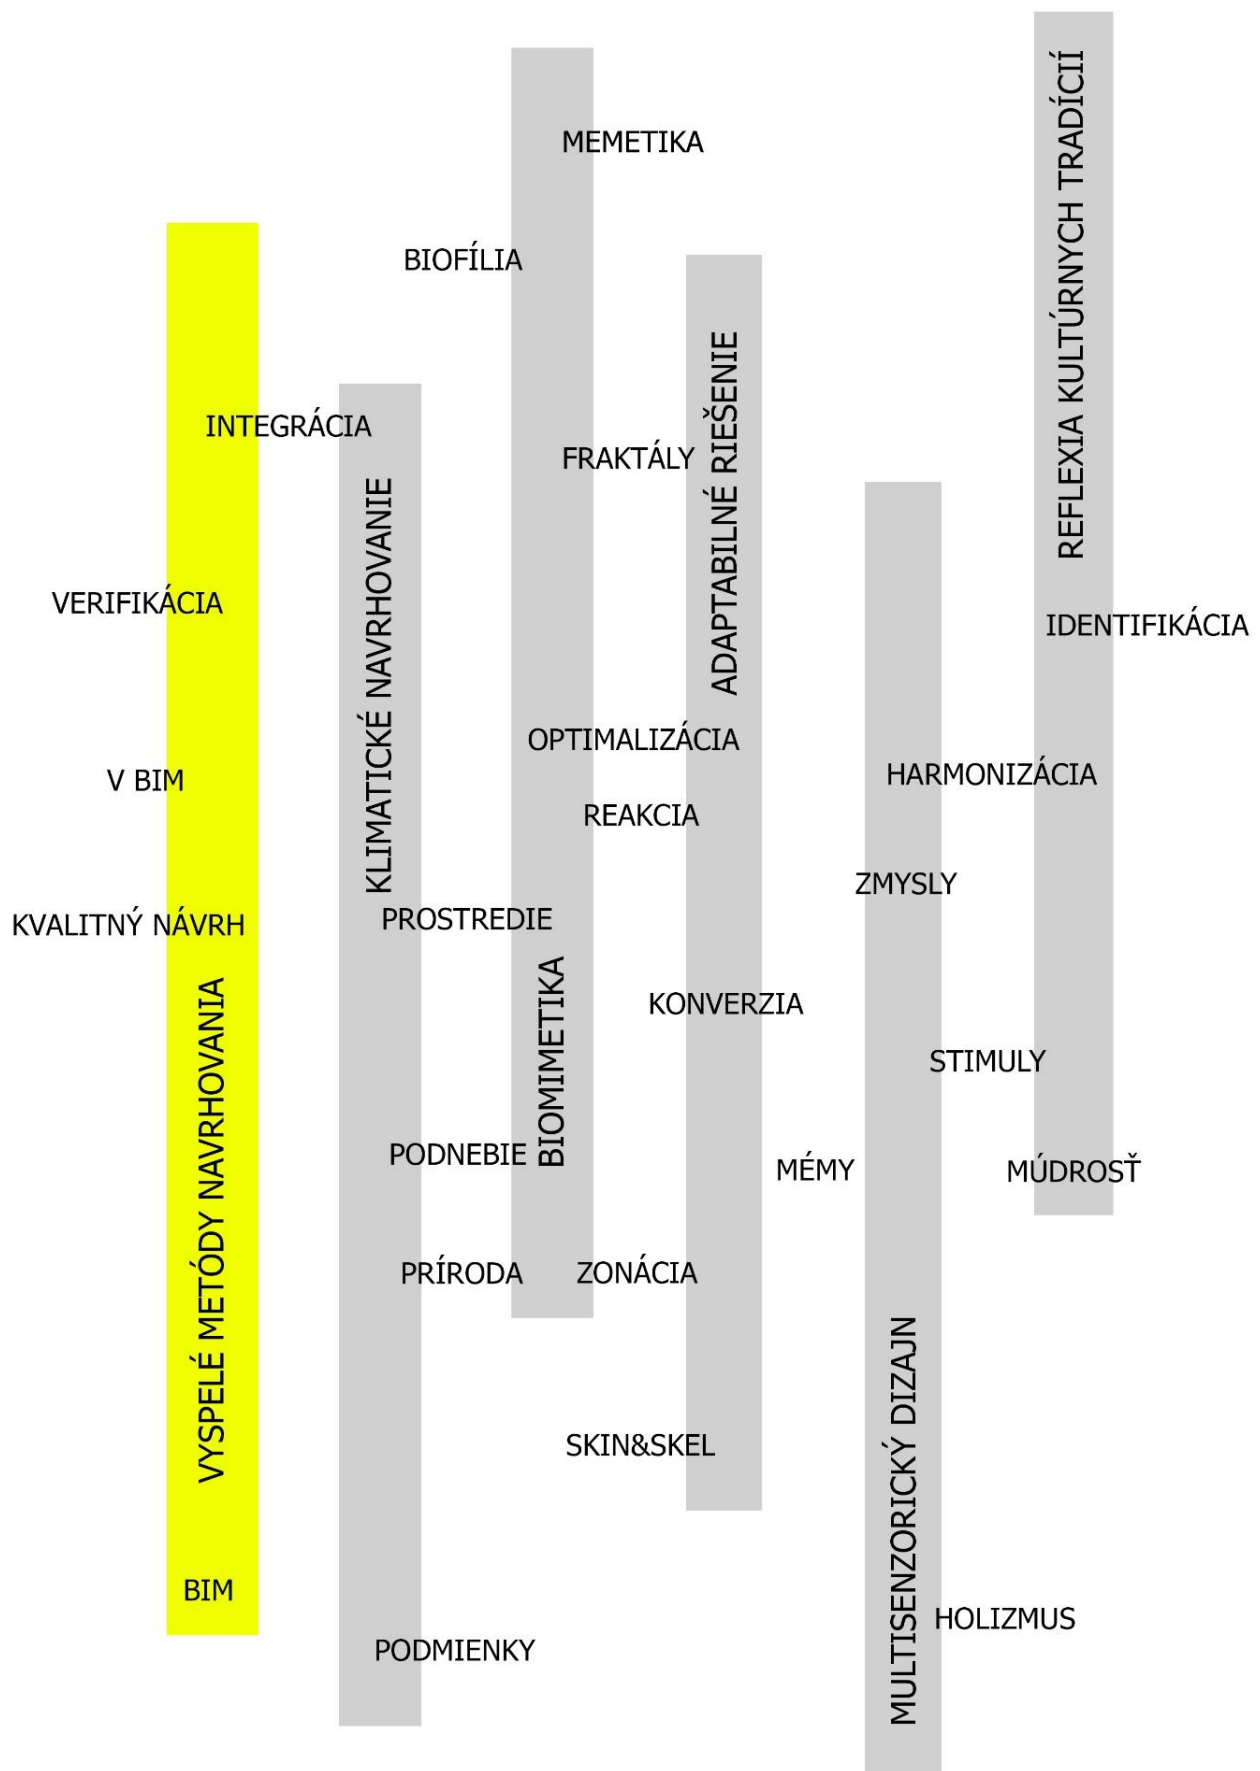 MEMETIKA
BIOFÍLIA
INTEGRÁCIA
FRAKTÁLY
VERIFIKÁCIA
IDENTIFIKÁCIA
OPTIMALIZÁCIA
V BIM
HARMONIZÁCIA
REAKCIA
ZMYSLY
KVALITNÝ NÁVRH
PROSTREDIE
KONVERZIA
STIMULY
PODNEBIE
MÉMY
MÚDROSŤ
PRÍRODA
ZONÁCIA
SKIN&SKEL
BIM
HOLIZMUS
PODMIENKY
VYSPELÉ METÓDY NAVRHOVANIA
KLIMATICKÉ NAVRHOVANIE
BIOMIMETIKA
ADAPTABILNÉ RIEŠENIE
MULTISENZORICKÝ DIZAJN
REFLEXIA KULTÚRNYCH TRADÍCIÍ